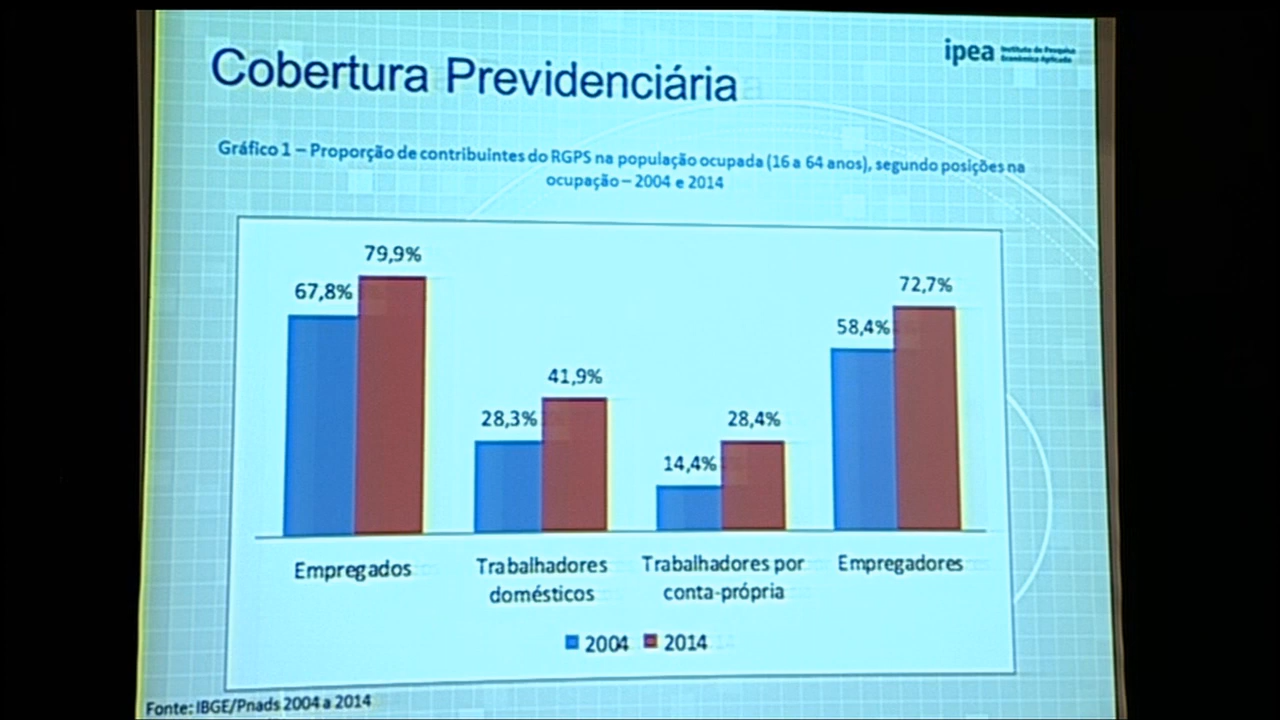 Cobertura Previdenciária
ipea Instituto de Pesquisa
Econômica Aplicada
Gráfico 1 – Proporção de contribuintes do RGPS na população ocupada (16 a 64 anos), segundo posições na
ocupação – 2004 e 2014
67,8%
79,9%
28,3%
41,9%
14,4%
28,4%
58,4%
72,7%
Empregados
Trabalhadores
domésticos
Trabalhadores por
conta-própria
Empregadores
2004 2014
Fonte: IBGE/Pnads 2004 a 2014